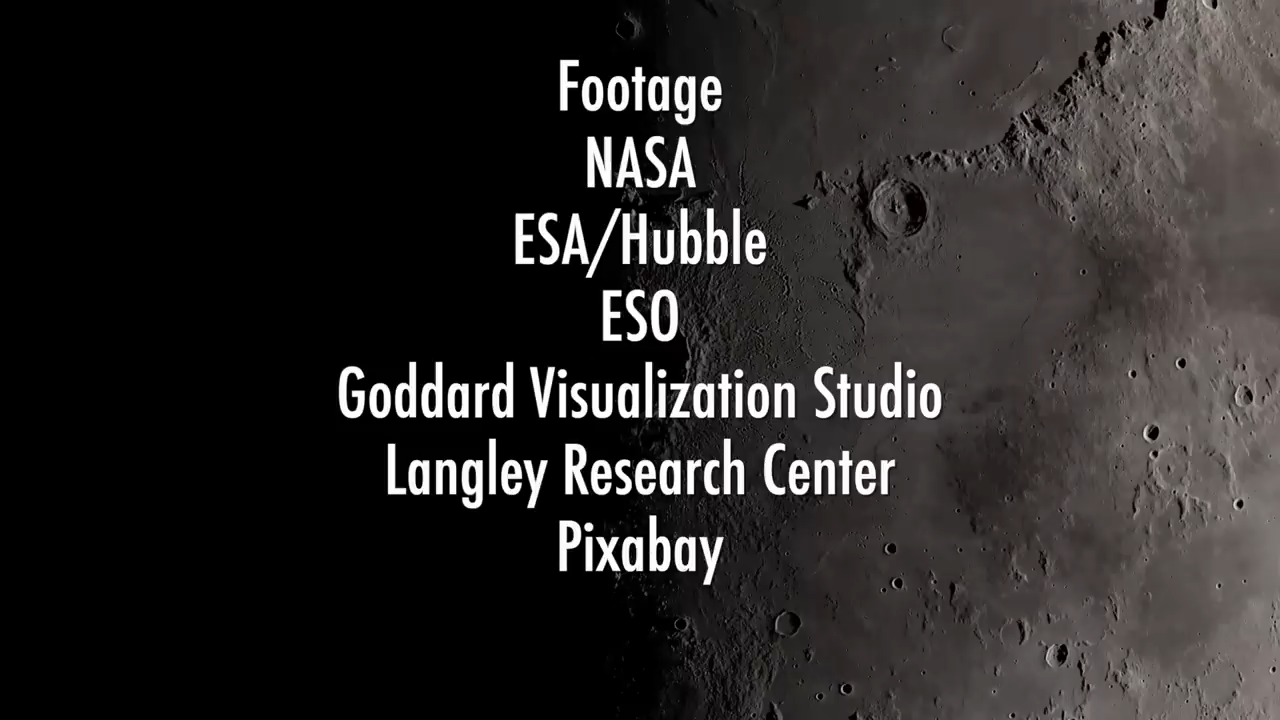 Footage
NASA
ESA/Hubble
ESO
Goddard Visualization Studio
Langley Research Center
Pixabay